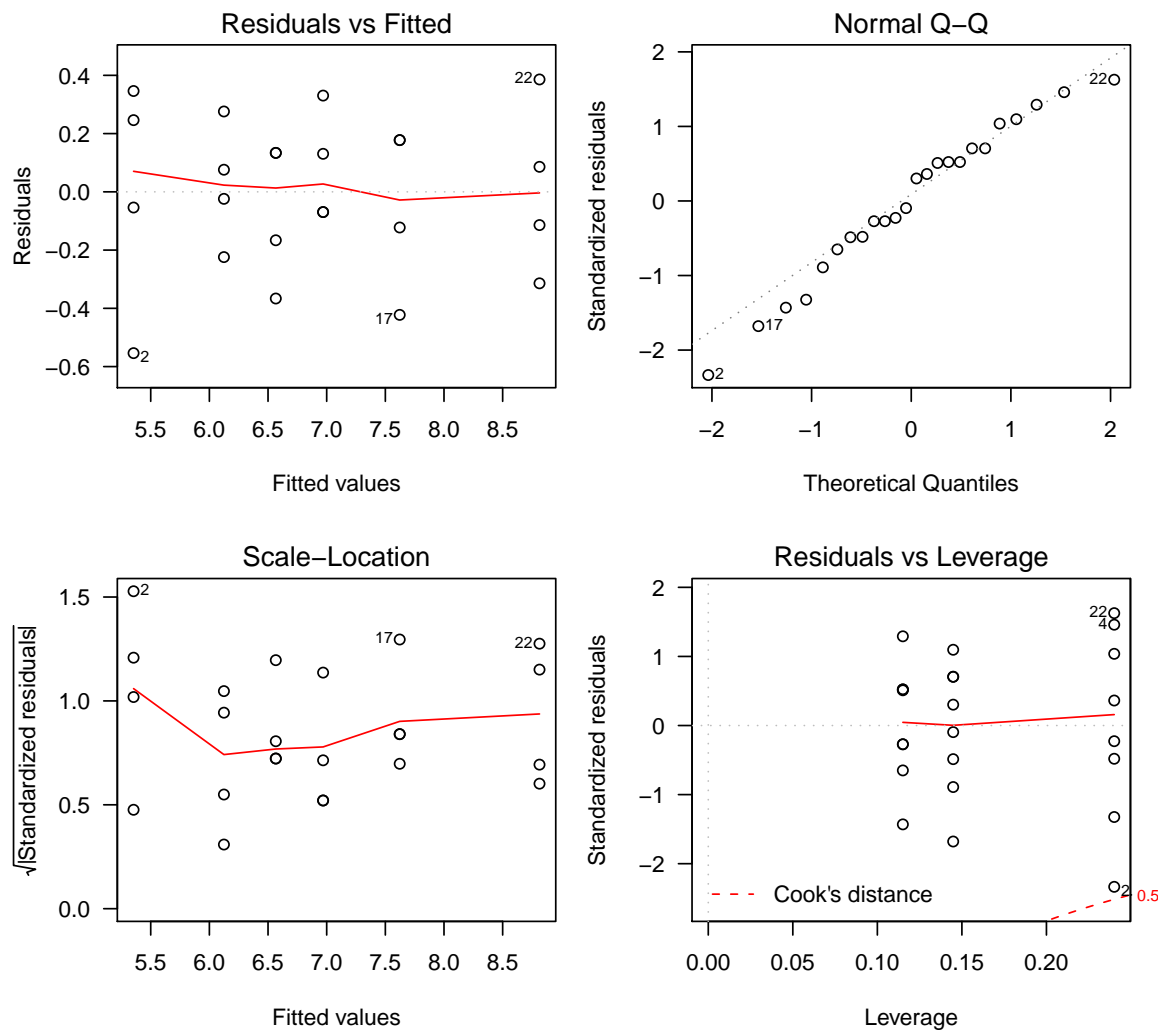 Residuals vs Fitted
Residuals
0.4
0.2
0.0
−0.2
−0.4
−0.6
22
17
2
5.5 6.0 6.5 7.0 7.5 8.0 8.5
Fitted values
Normal Q−Q
Standardized residuals
2
1
0
−1
−2
22
17
2
−2 −1 0 1 2
Theoretical Quantiles
Scale−Location
√|Standardized residuals|
1.5
1.0
0.5
0.0
2
17
22
5.5 6.0 6.5 7.0 7.5 8.0 8.5
Fitted values
Residuals vs Leverage
Standardized residuals
2
1
0
−1
−2
22
4
2
Cook's distance
0.5
0.00 0.05 0.10 0.15 0.20
Leverage